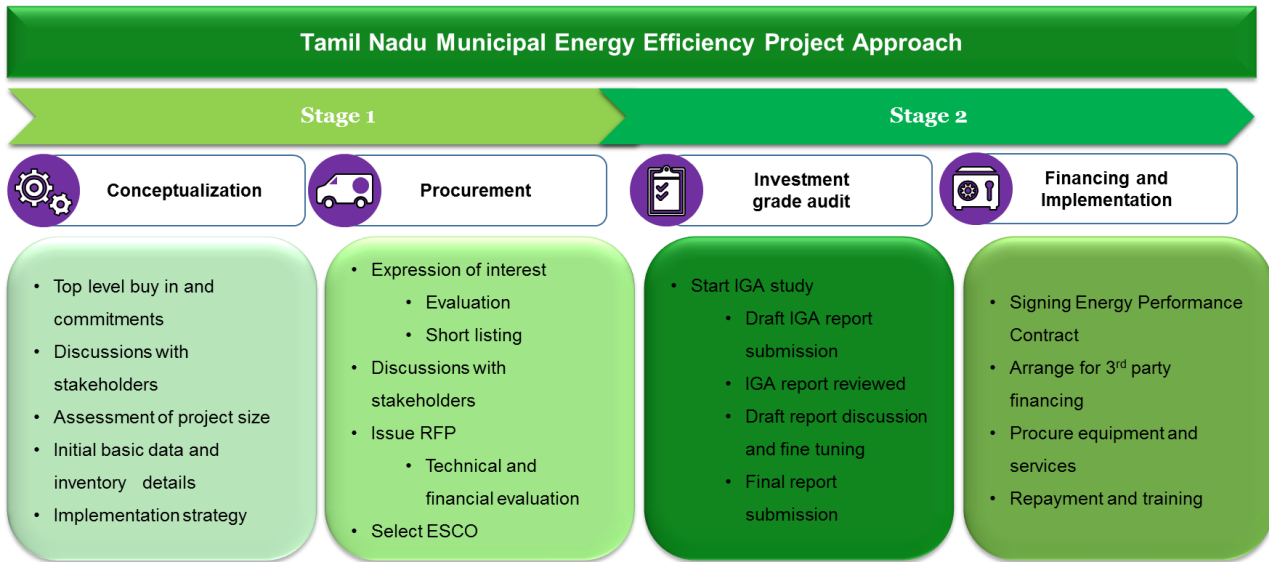 Tamil Nadu Municipal Energy Efficiency Project Approach
Stage 1
Stage 2
Conceptualization
Procurement
Investment
grade audit
Financing and
Implementation
• Top level buy in and
commitments
• Discussions with
stakeholders
• Assessment of project size
• Initial basic data and
inventory details
• Implementation strategy
• Expression of interest
• Evaluation
• Short listing
• Discussions with
stakeholders
• Issue RFP
• Technical and
financial evaluation
• Select ESCO
• Start IGA study
• Draft IGA report
submission
• IGA report reviewed
• Draft report discussion
and fine tuning
• Final report
submission
• Signing Energy Performance
Contract
• Arrange for 3rd party
financing
• Procure equipment and
services
• Repayment and training